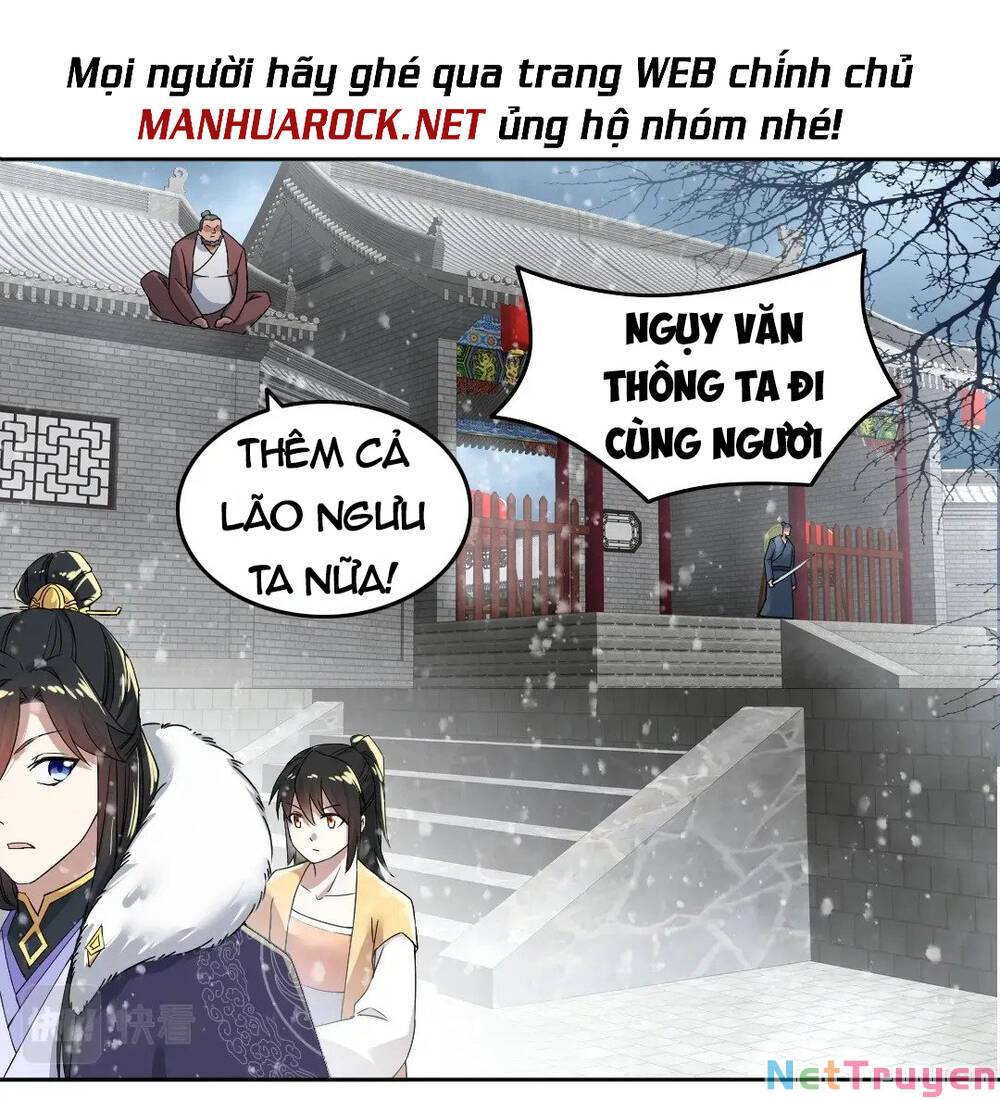 Mọi người hãy ghé qua trang WEB chính chủ
MANHUAROCK.NET ủng hộ nhóm nhé!
NGỤY VĂN
THÔNG TA ĐI
CÙNG NGƯƠI
THÊM CẢ
LÃO NGƯU
TA NỮA!
快看
NetTruyen